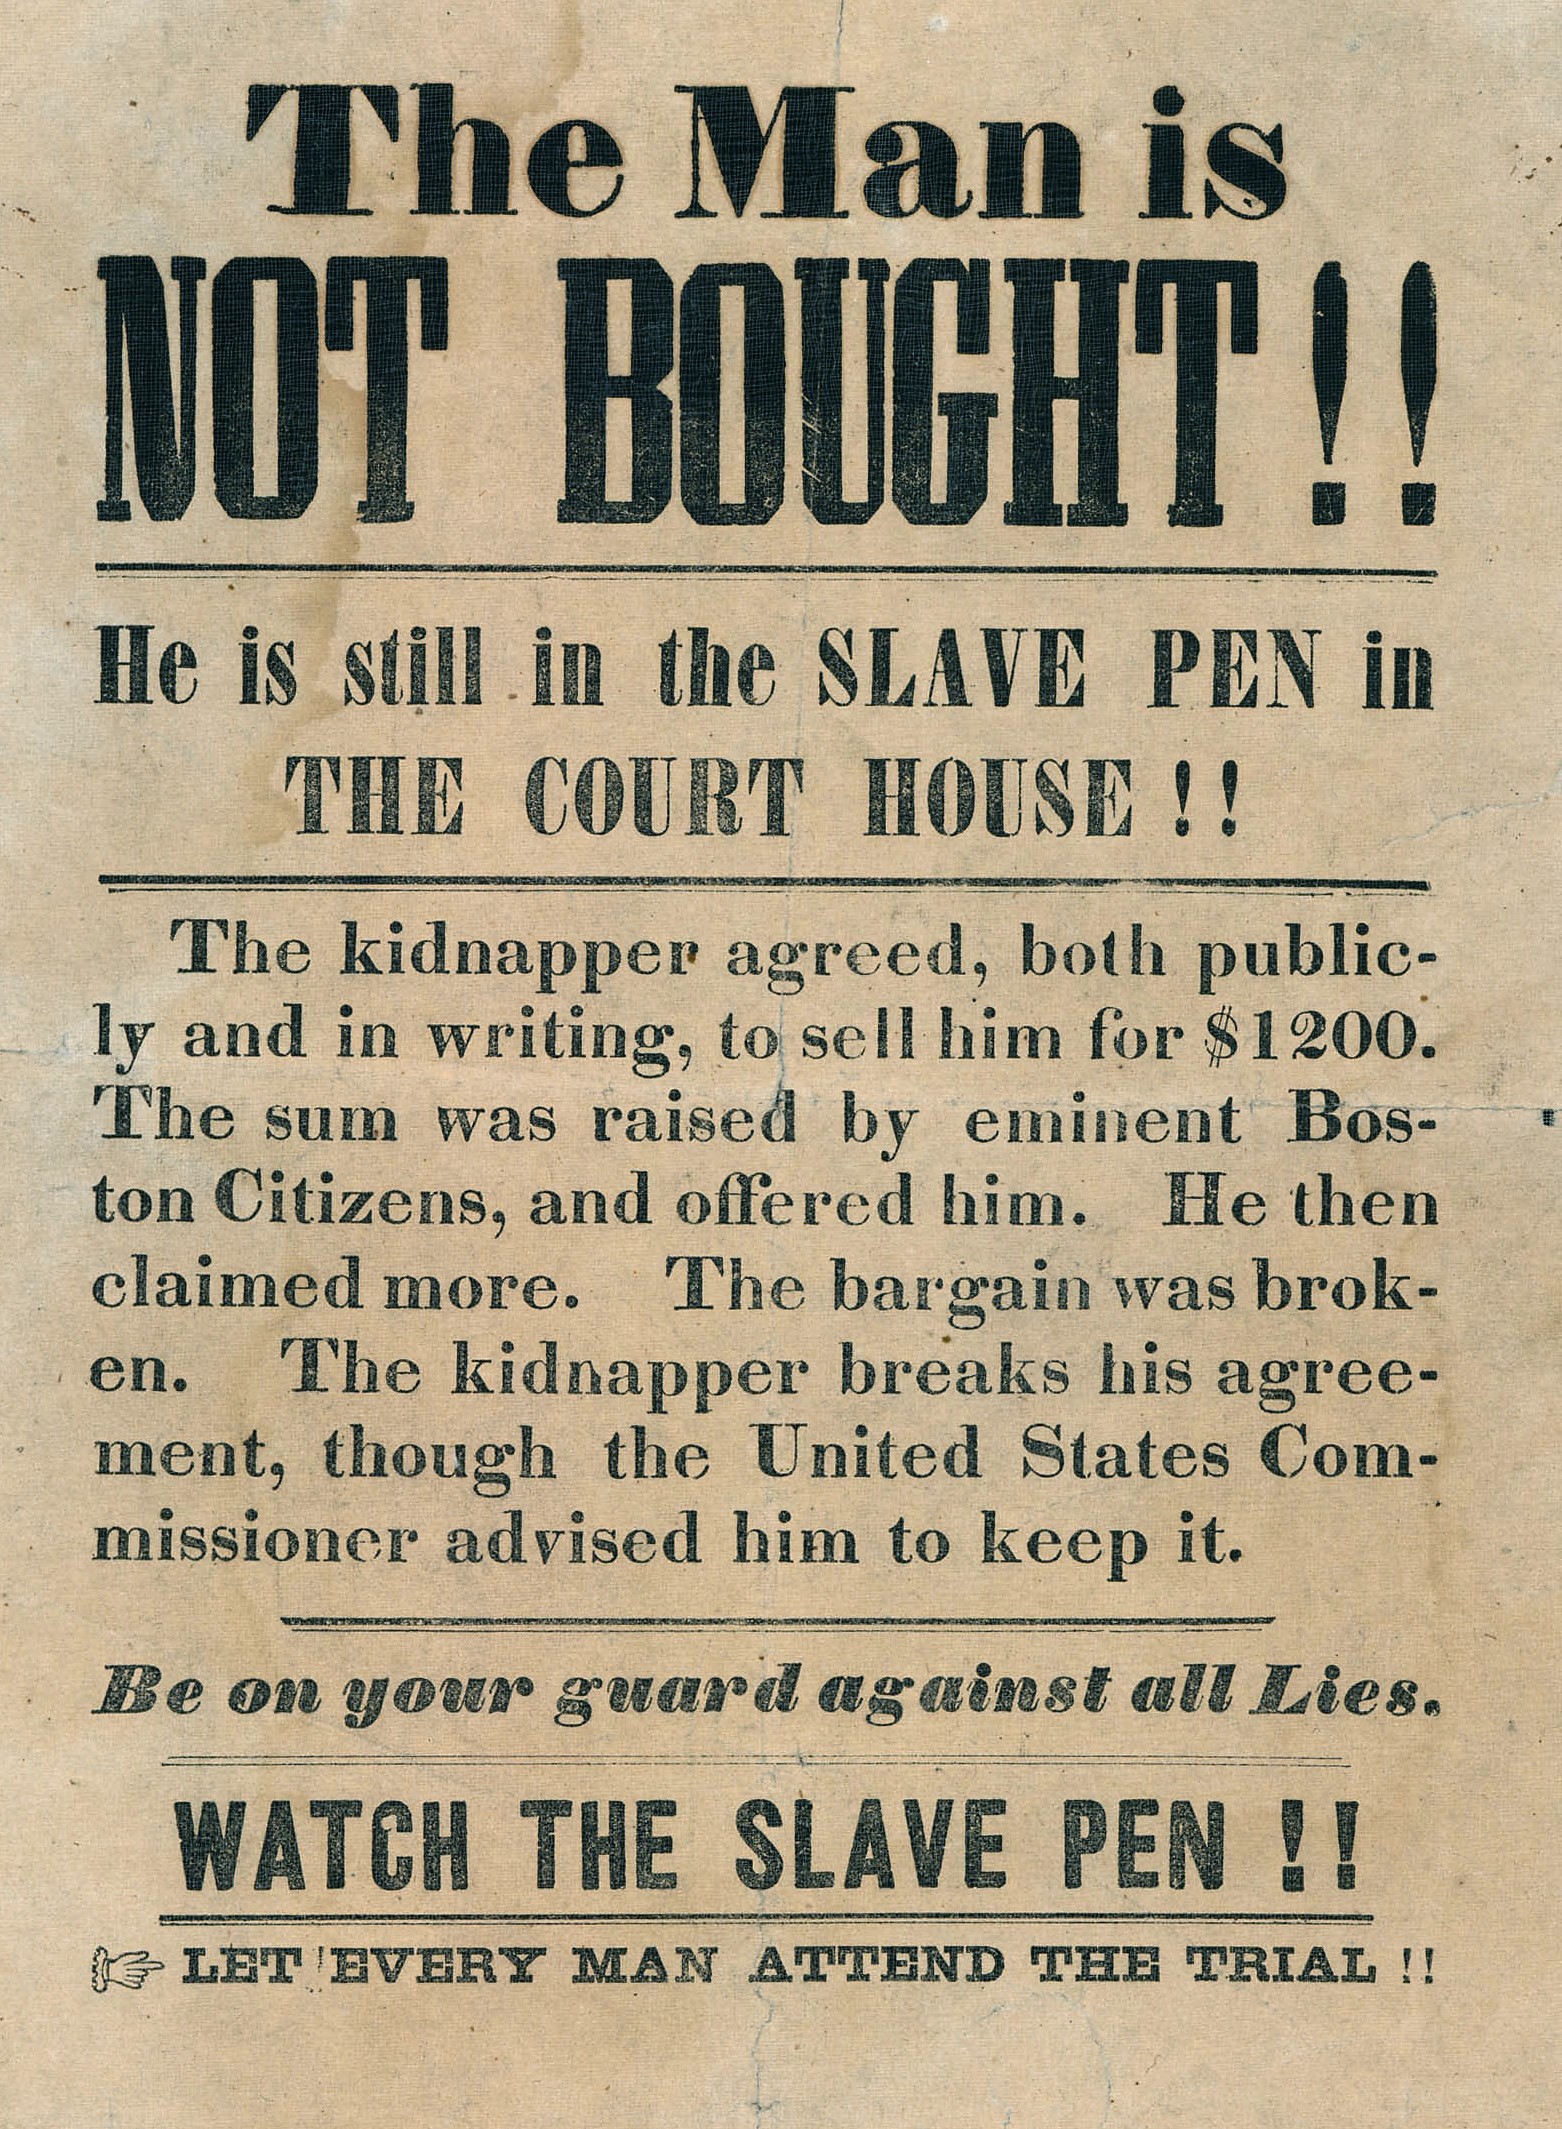 The Man is
NOT BOUGHT!!
He is still in the SLAVE PEN in
THE COURT HOUSE!!
The kidnapper agreed, both public-
ly and in writing, to sell him for $1200.
The sum was raised by eminent Bos-
ton Citizens, and offered him. He then
claimed more. The bargain was brok-
en. The kidnapper breaks his agree-
ment, though the United States Com-
missioner advised him to keep it.
Be on your guard against all Lies.
WATCH THE SLAVE PEN!!
LET EVERY MAN ATTEND THE TRIAL!!